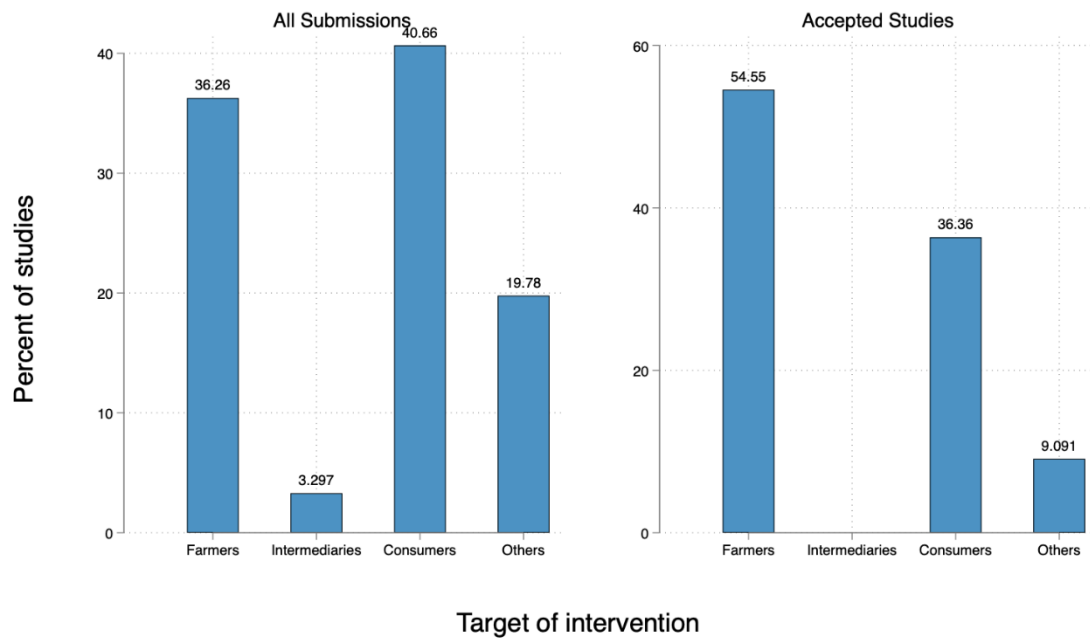 All Submissions
Accepted Studies
Percent of studies
40
30
20
10
0
36.26
3.297
40.66
19.78
Farmers
Intermediaries
Consumers
Others
60
40
20
0
54.55
36.36
9.091
Farmers
Intermediaries
Consumers
Others
Target of intervention